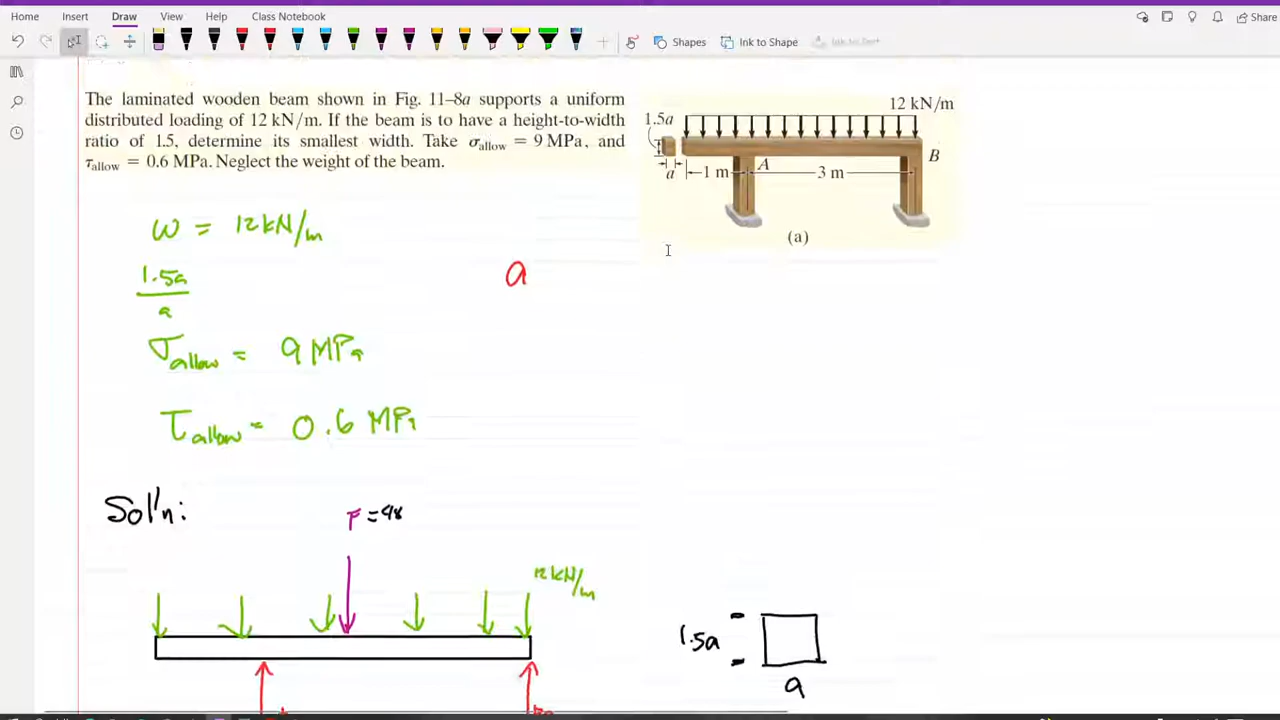 Home Insert Draw View Help Class Notebook Share
Shapes Ink to Shape
The laminated wooden beam shown in Fig. 11–8a supports a uniform
distributed loading of 12 kN/m. If the beam is to have a height-to-width
ratio of 1.5, determine its smallest width. Take σallow = 9 MPa, and
τallow = 0.6 MPa. Neglect the weight of the beam.
12 kN/m
1.5a
B
A
a
1 m
3 m
(a)
w = 12 kN/m
1.5a
a
a
σallow = 9 MPa
τallow = 0.6 MPa
Sol'n:
F = 48
12 kN/m
1.5a
a